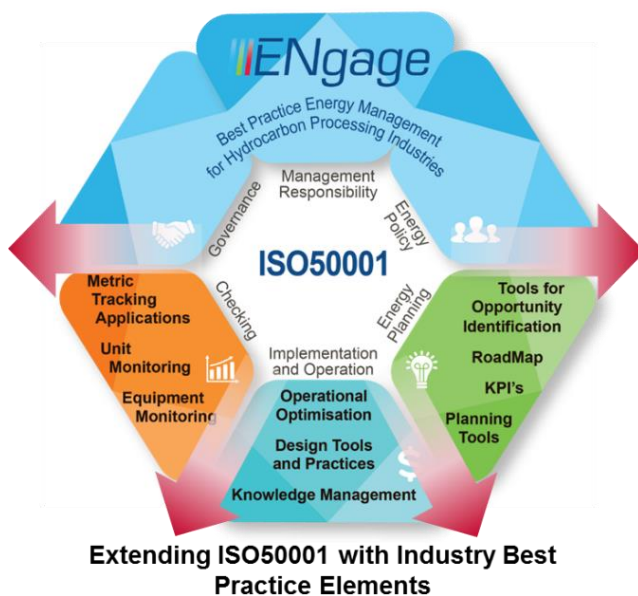 ENgage
Best Practice Energy Management
for Hydrocarbon Processing Industries
Management
Responsibility
Governance
Energy
Policy
ISO50001
Checking
Energy
Planning
Implementation
and Operation
Metric
Tracking
Applications
Unit
Monitoring
Equipment
Monitoring
Operational
Optimisation
Design Tools
and Practices
Knowledge Management
$
Tools for
Opportunity
Identification
RoadMap
KPI's
Planning
Tools
Extending ISO50001 with Industry Best
Practice Elements